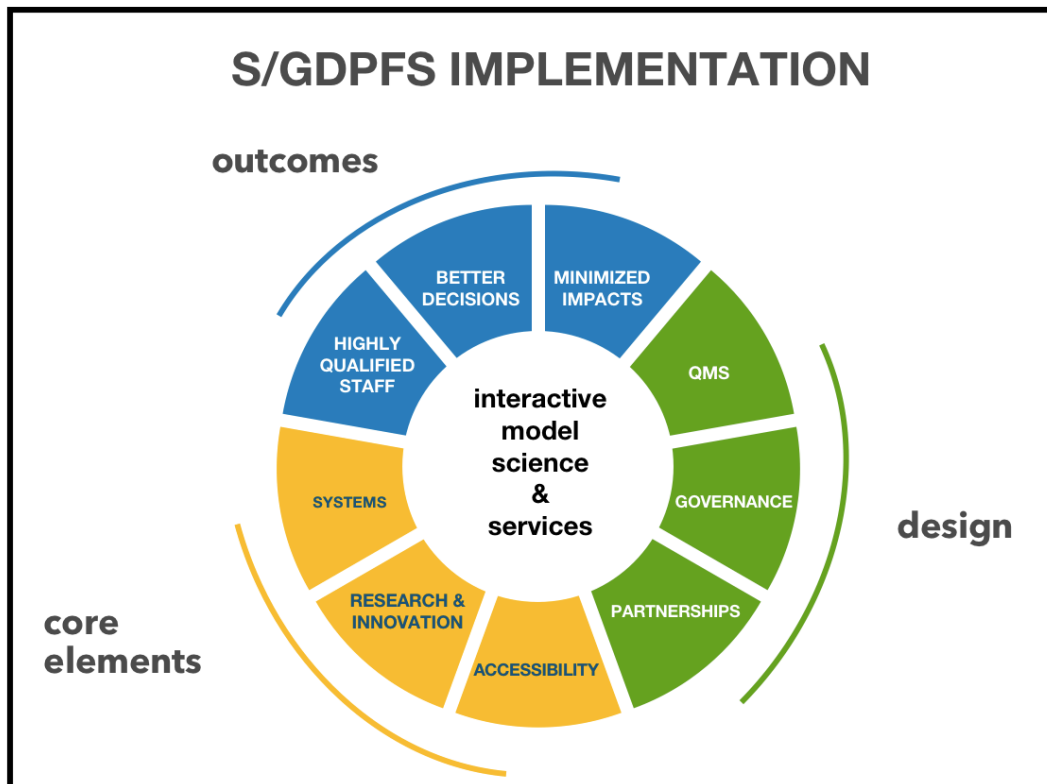 S/GDPFS IMPLEMENTATION
outcomes
BETTER
DECISIONS
MINIMIZED
IMPACTS
HIGHLY
QUALIFIED
STAFF
QMS
interactive
model
science
&
services
SYSTEMS
GOVERNANCE
design
RESEARCH &
INNOVATION
PARTNERSHIPS
core
elements
ACCESSIBILITY